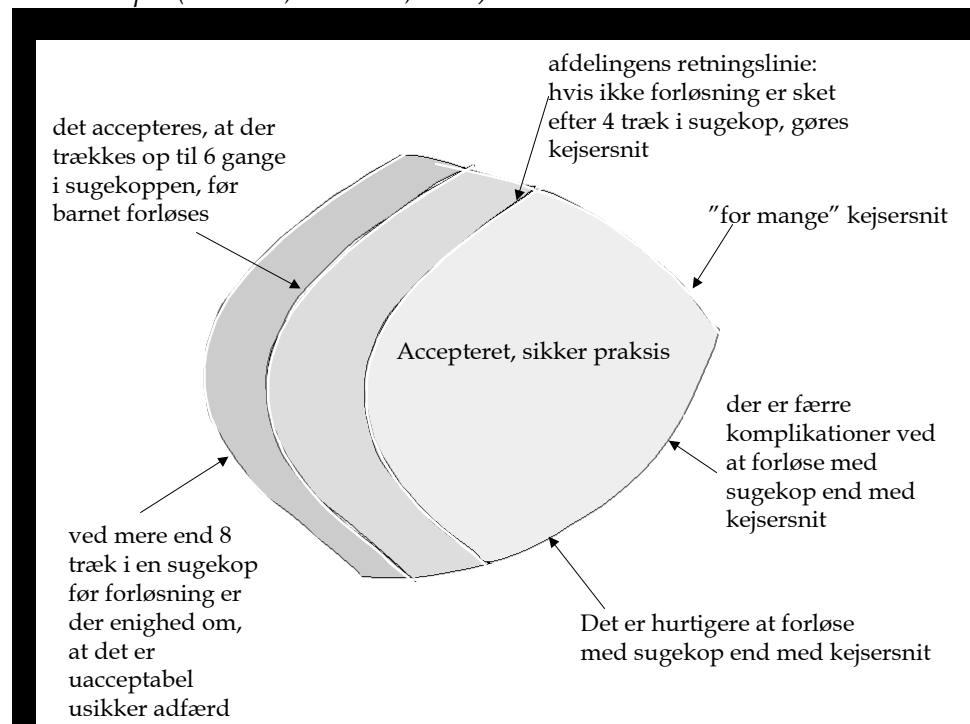 afdelingens retningslinie:
hvis ikke forløsning er sket
efter 4 træk i sugekop, gøres
kejsersnit
det accepteres, at der
trækkes op til 6 gange
i sugekoppen, før
barnet forløses
”for mange” kejsersnit
Accepteret, sikker praksis
der er færre
komplikationer ved
at forløse med
sugekop end med
kejsersnit
ved mere end 8
træk i en sugekop
før forløsning er
der enighed om,
at det er
uacceptabel
usikker adfærd
Det er hurtigere at forløse
med sugekop end med kejsersnit